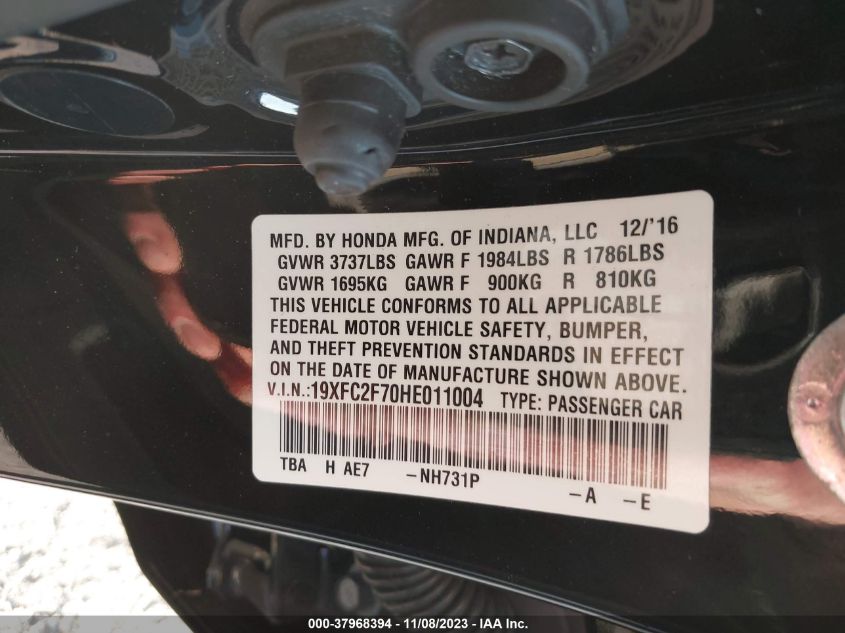 MFD. BY HONDA MFG. OF INDIANA, LLC 12/'16
GVWR 3737LBS GAWR F 1984LBS R 1786LBS
GVWR 1695KG GAWR F 900KG R 810KG
THIS VEHICLE CONFORMS TO ALL APPLICABLE
FEDERAL MOTOR VEHICLE SAFETY, BUMPER,
AND THEFT PREVENTION STANDARDS IN EFFECT
ON THE DATE OF MANUFACTURE SHOWN ABOVE.
V.I.N.:19XFC2F70HE011004 TYPE: PASSENGER CAR
TBA H AE7 –NH731P –A –E
000-37968394 - 11/08/2023 - IAA Inc.